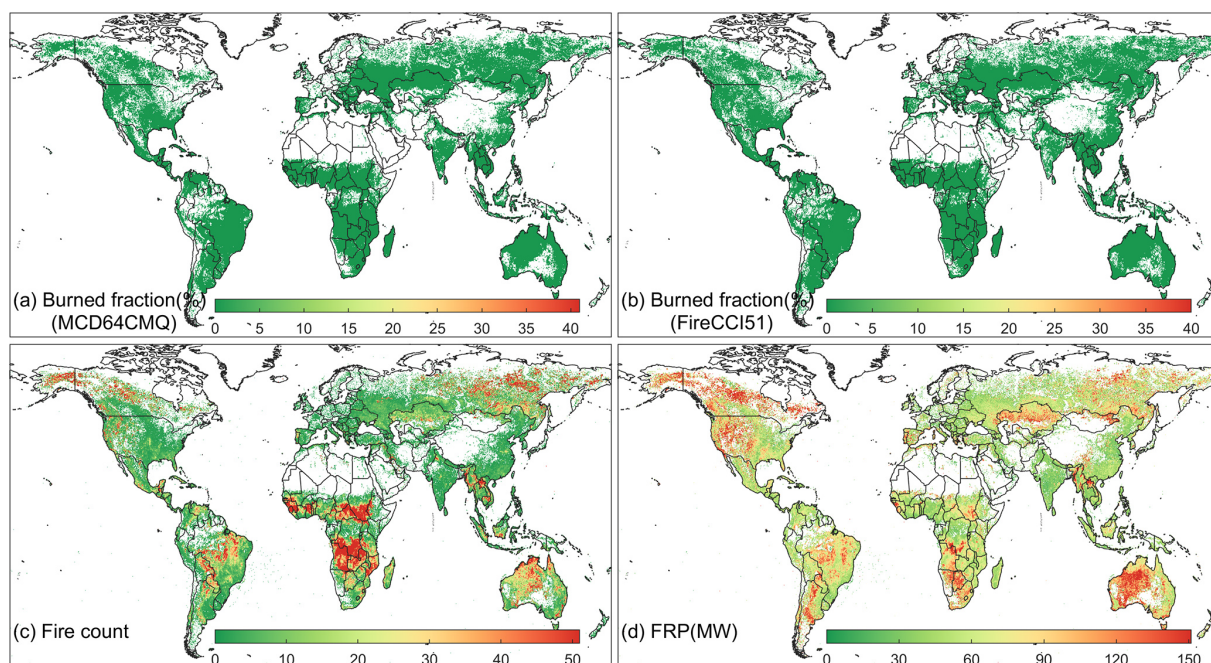 (a) Burned fraction(%)
(MCD64CMQ)
0 5 10 15 20 25 30 35 40
(b) Burned fraction(%)
(FireCCI51)
0 5 10 15 20 25 30 35 40
(c) Fire count
0 10 20 30 40 50
(d) FRP(MW)
0 30 60 90 120 150